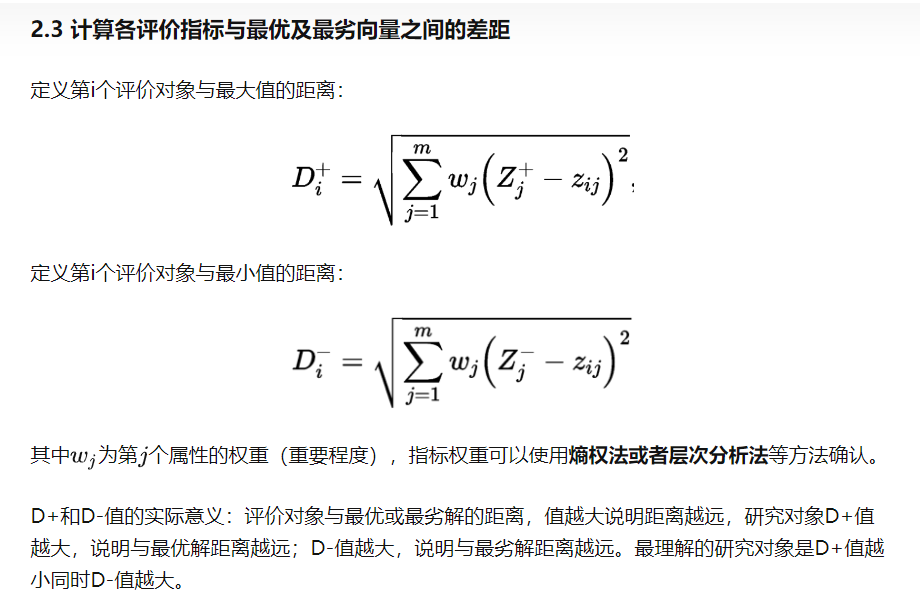 2.3 计算各评价指标与最优及最劣向量之间的差距
定义第i个评价对象与最大值的距离：
$D_i^+ = \sqrt{\sum_{j=1}^{m} w_j \left( Z_j^+ - z_{ij} \right)^2},$
定义第i个评价对象与最小值的距离：
$D_i^- = \sqrt{\sum_{j=1}^{m} w_j \left( Z_j^- - z_{ij} \right)^2}$
其中$w_j$为第$j$个属性的权重（重要程度），指标权重可以使用熵权法或者层次分析法等方法确认。
D+和D-值的实际意义：评价对象与最优或最劣解的距离，值越大说明距离越远，研究对象D+值
越大，说明与最优解距离越远；D-值越大，说明与最劣解距离越远。最理解的研究对象是D+值越
小同时D-值越大。